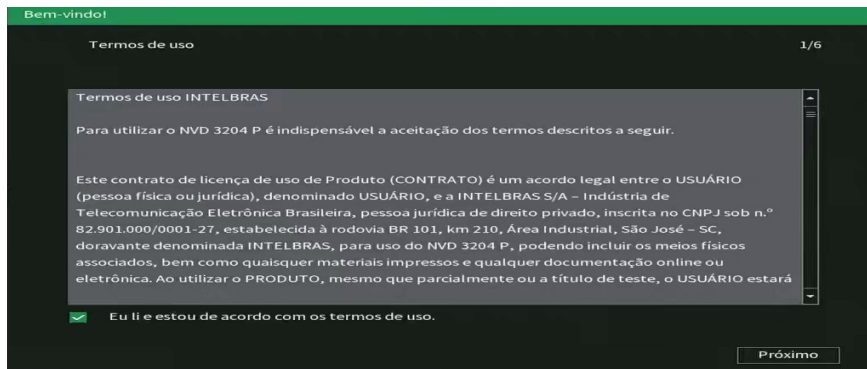 Bem-vindo!
Termos de uso
1/6
Termos de uso INTELBRAS
Para utilizar o NVD 3204 P é indispensável a aceitação dos termos descritos a seguir.
Este contrato de licença de uso de Produto (CONTRATO) é um acordo legal entre o USUÁRIO
(pessoa física ou jurídica), denominado USUÁRIO, e a INTELBRAS S/A – Indústria de
Telecomunicação Eletrônica Brasileira, pessoa jurídica de direito privado, inscrita no CNPJ sob n.º
82.901.000/0001-27, estabelecida à rodovia BR 101, km 210, Área Industrial, São José – SC,
doravante denominada INTELBRAS, para uso do NVD 3204 P, podendo incluir os meios físicos
associados, bem como quaisquer materiais impressos e qualquer documentação online ou
eletrônica. Ao utilizar o PRODUTO, mesmo que parcialmente ou a título de teste, o USUÁRIO estará
Eu li e estou de acordo com os termos de uso.
Próximo